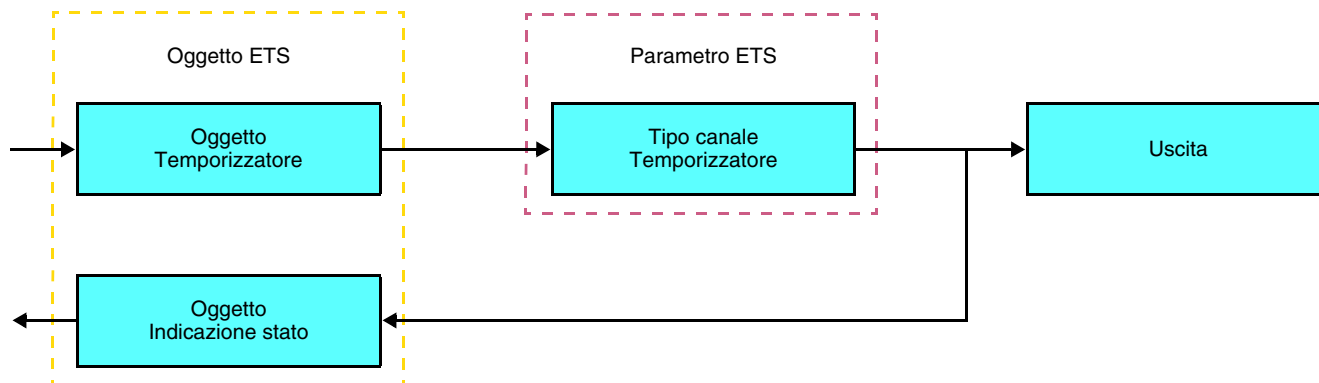 Oggetto ETS
Parametro ETS
Oggetto
Temporizzatore
Tipo canale
Temporizzatore
Uscita
Oggetto
Indicazione stato